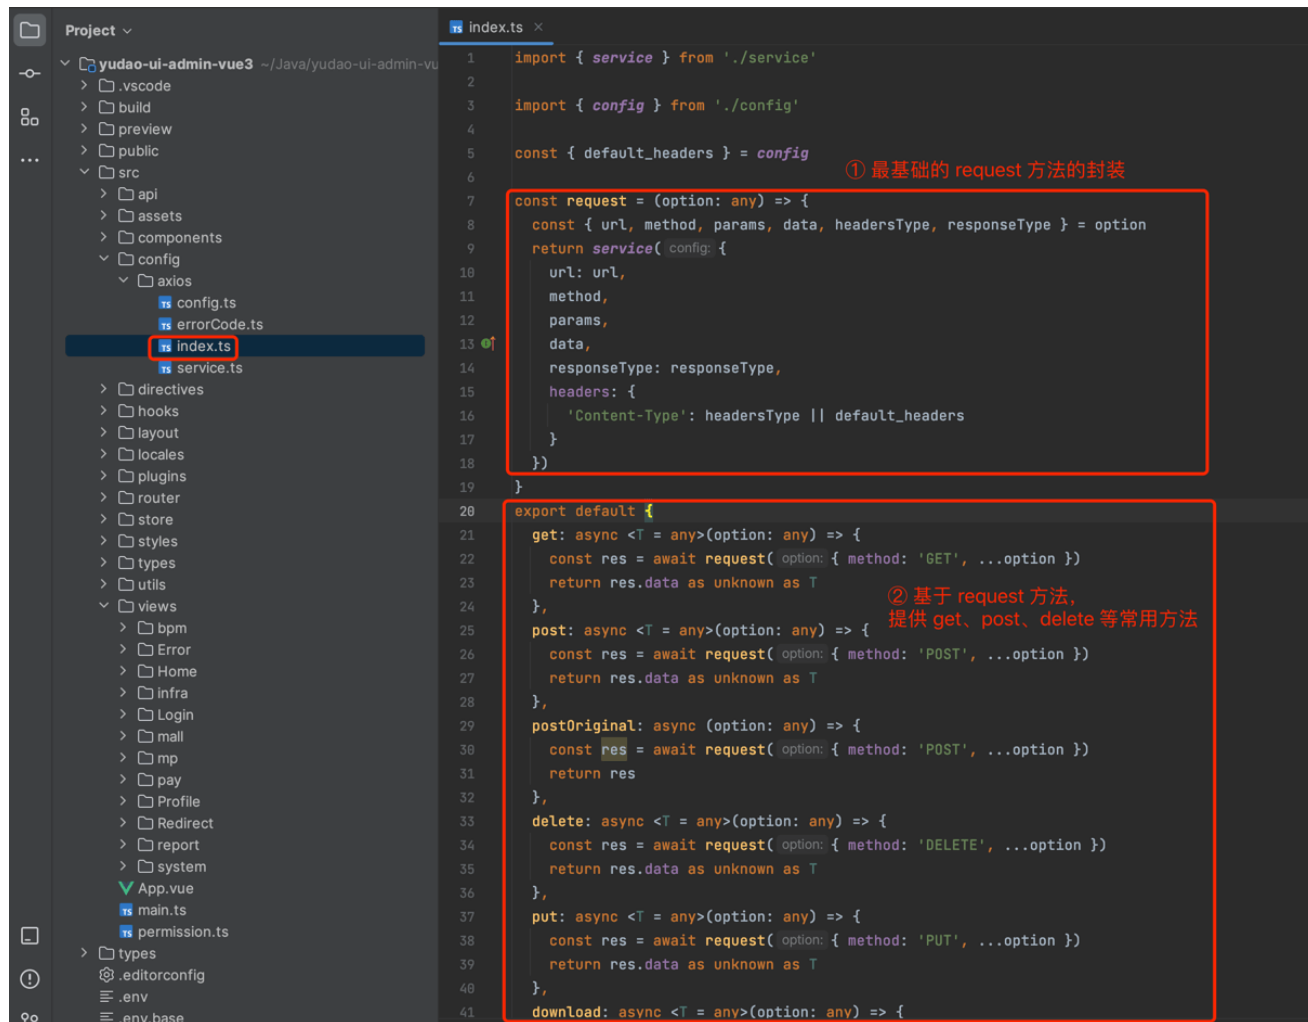 Project
yudao-ui-admin-vue3 ~/Java/yudao-ui-admin-vu
.vscode
build
preview
public
src
api
assets
components
config
axios
config.ts
errorCode.ts
index.ts
service.ts
directives
hooks
layout
locales
plugins
router
store
styles
types
utils
views
bpm
Error
Home
infra
Login
mall
mp
pay
Profile
Redirect
report
system
App.vue
main.ts
permission.ts
types
.editorconfig
.env
.env.base
index.ts
1 import { service } from './service'
2
3 import { config } from './config'
4
5 const { default_headers } = config
① 最基础的 request 方法的封装
6
7 const request = (option: any) => {
8 const { url, method, params, data, headersType, responseType } = option
9 return service( config: {
10 url: url,
11 method,
12 params,
13 data,
14 responseType: responseType,
15 headers: {
16 'Content-Type': headersType || default_headers
17 }
18 })
19 }
20 export default {
21 get: async <T = any>(option: any) => {
22 const res = await request( option: { method: 'GET', ...option })
23 return res.data as unknown as T
② 基于 request 方法，
提供 get、post、delete 等常用方法
24 },
25 post: async <T = any>(option: any) => {
26 const res = await request( option: { method: 'POST', ...option })
27 return res.data as unknown as T
28 },
29 postOriginal: async (option: any) => {
30 const res = await request( option: { method: 'POST', ...option })
31 return res
32 },
33 delete: async <T = any>(option: any) => {
34 const res = await request( option: { method: 'DELETE', ...option })
35 return res.data as unknown as T
36 },
37 put: async <T = any>(option: any) => {
38 const res = await request( option: { method: 'PUT', ...option })
39 return res.data as unknown as T
40 },
41 download: async <T = any>(option: any) => {